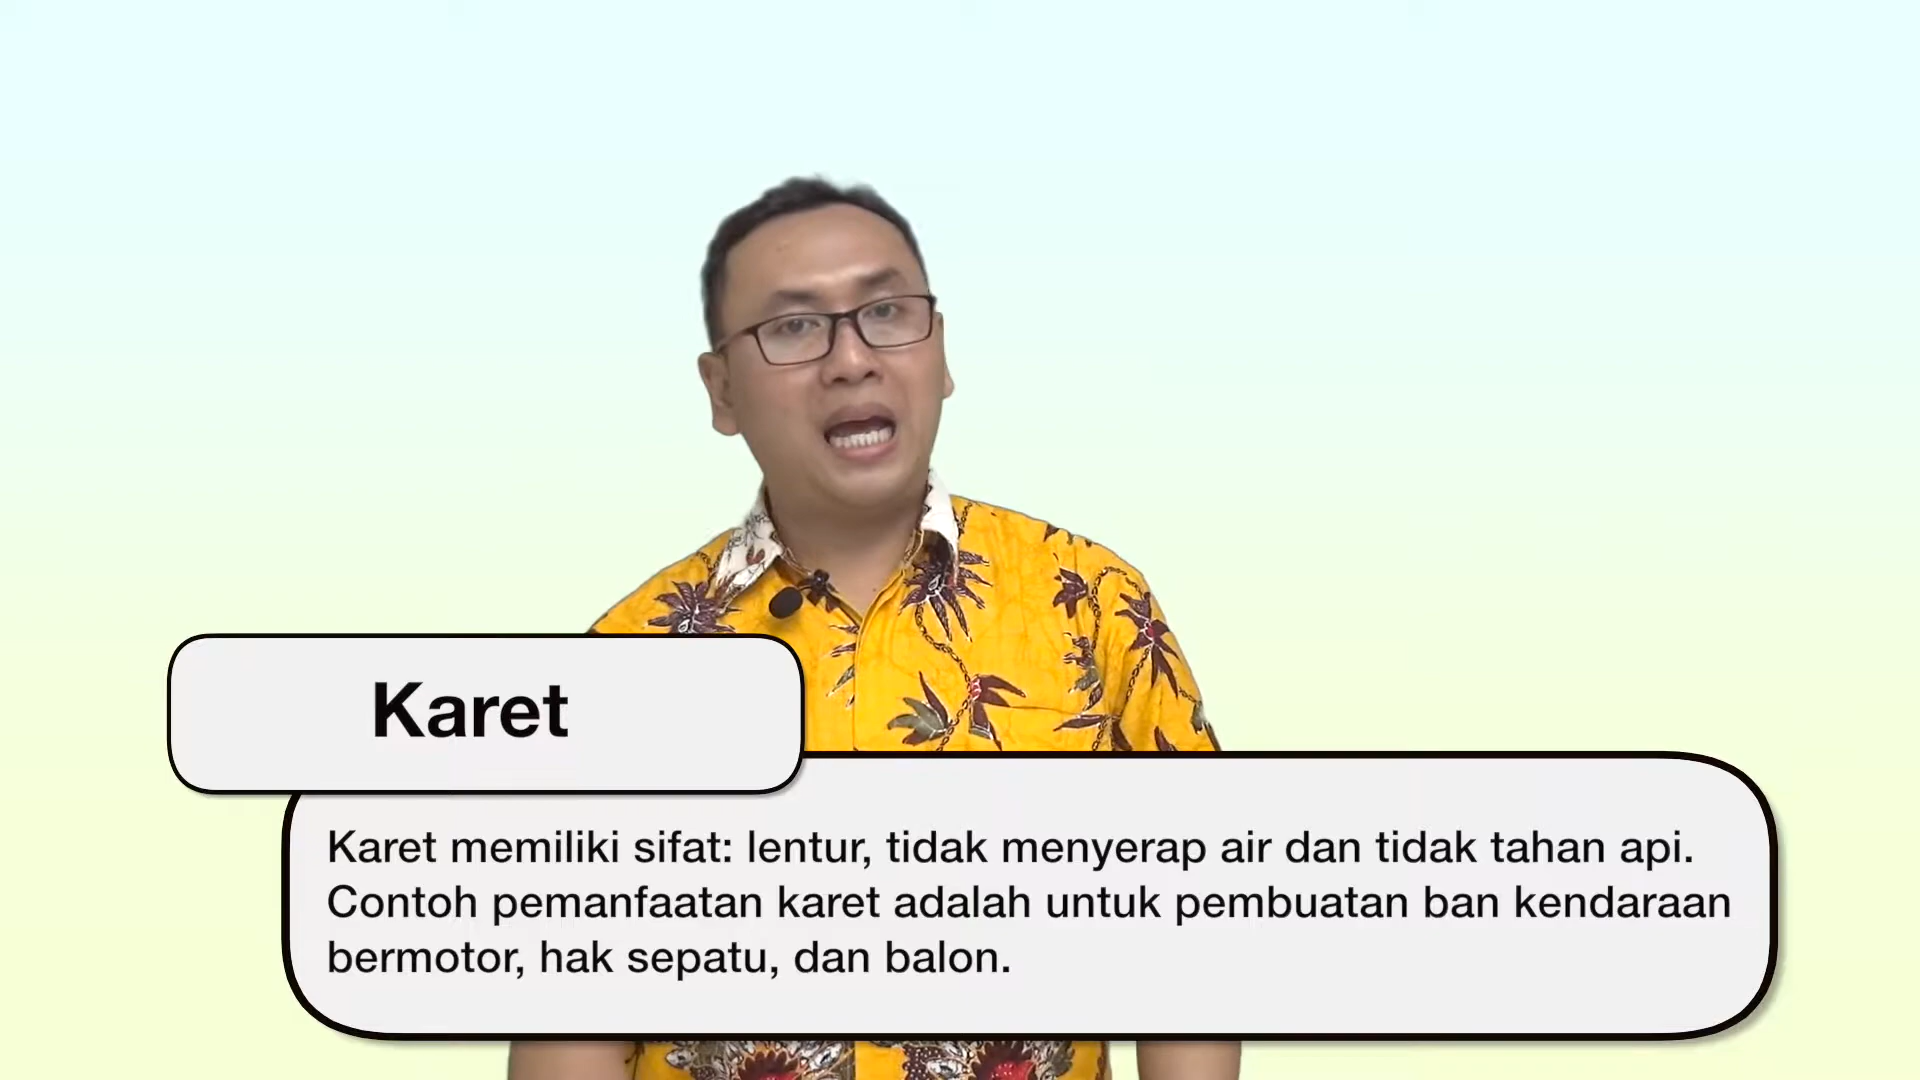 Karet
Karet memiliki sifat: lentur, tidak menyerap air dan tidak tahan api.
Contoh pemanfaatan karet adalah untuk pembuatan ban kendaraan
bermotor, hak sepatu, dan balon.